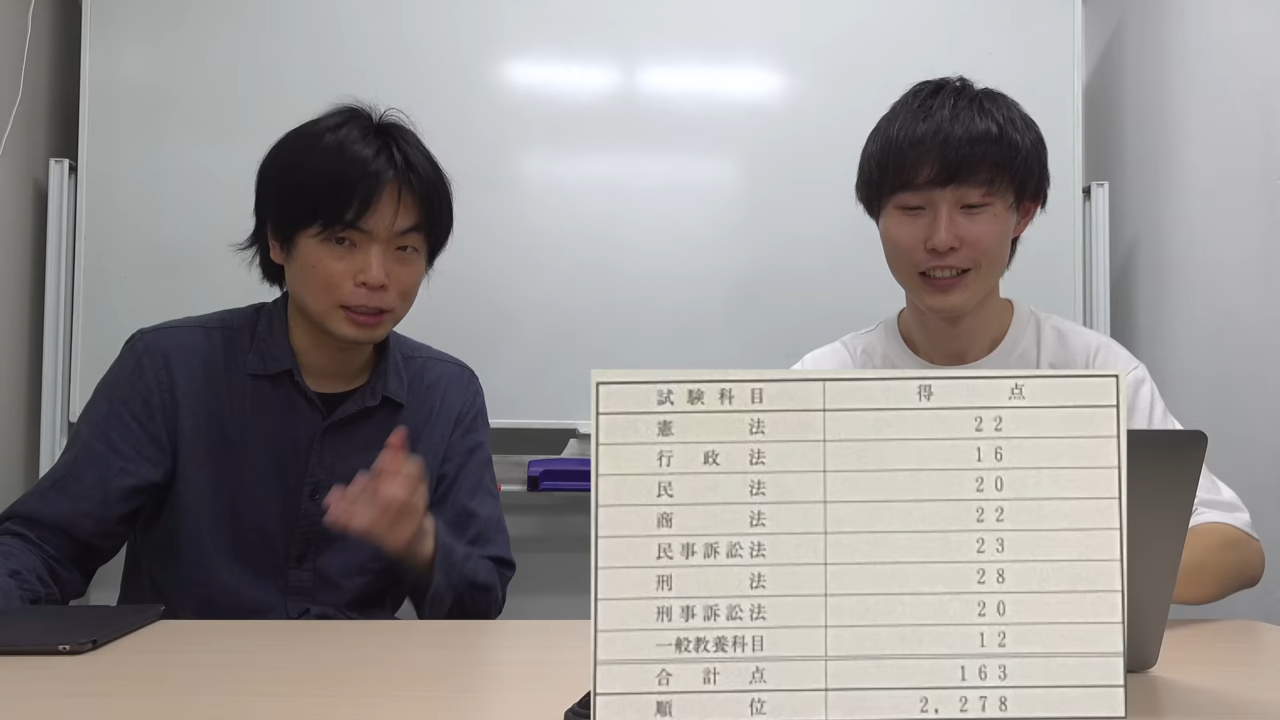 試験科目 得点
憲法 22
行政法 16
民法 20
商法 22
民事訴訟法 23
刑法 28
刑事訴訟法 20
一般教養科目 12
合計点 163
順位 2,278